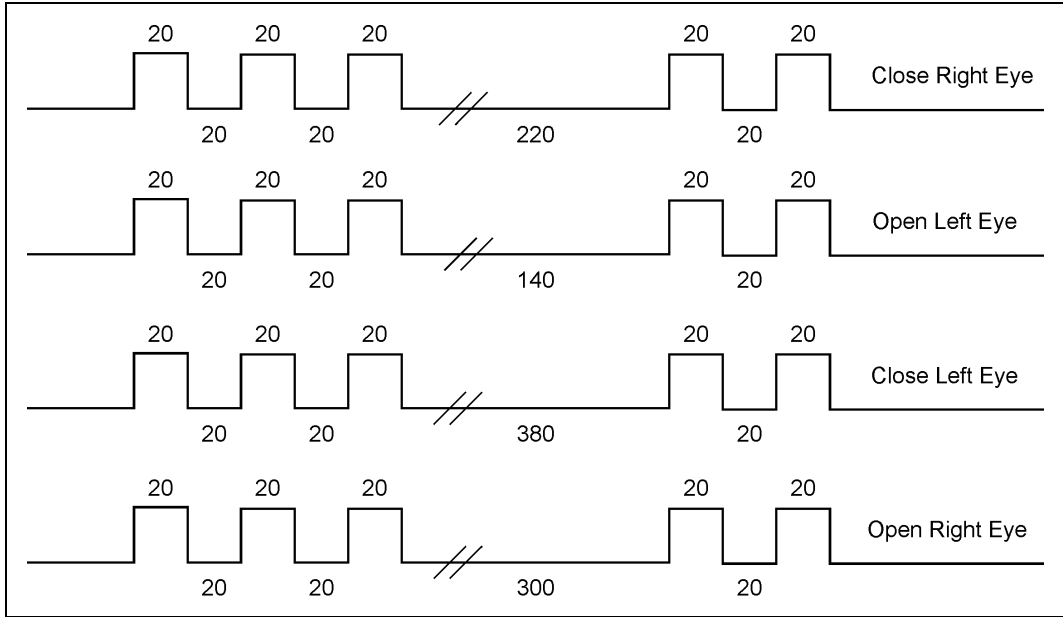 20 20 20 20 20
Close Right Eye
20 20 220 20
20 20 20 20 20
Open Left Eye
20 20 140 20
20 20 20 20 20
Close Left Eye
20 20 380 20
20 20 20 20 20
Open Right Eye
20 20 300 20